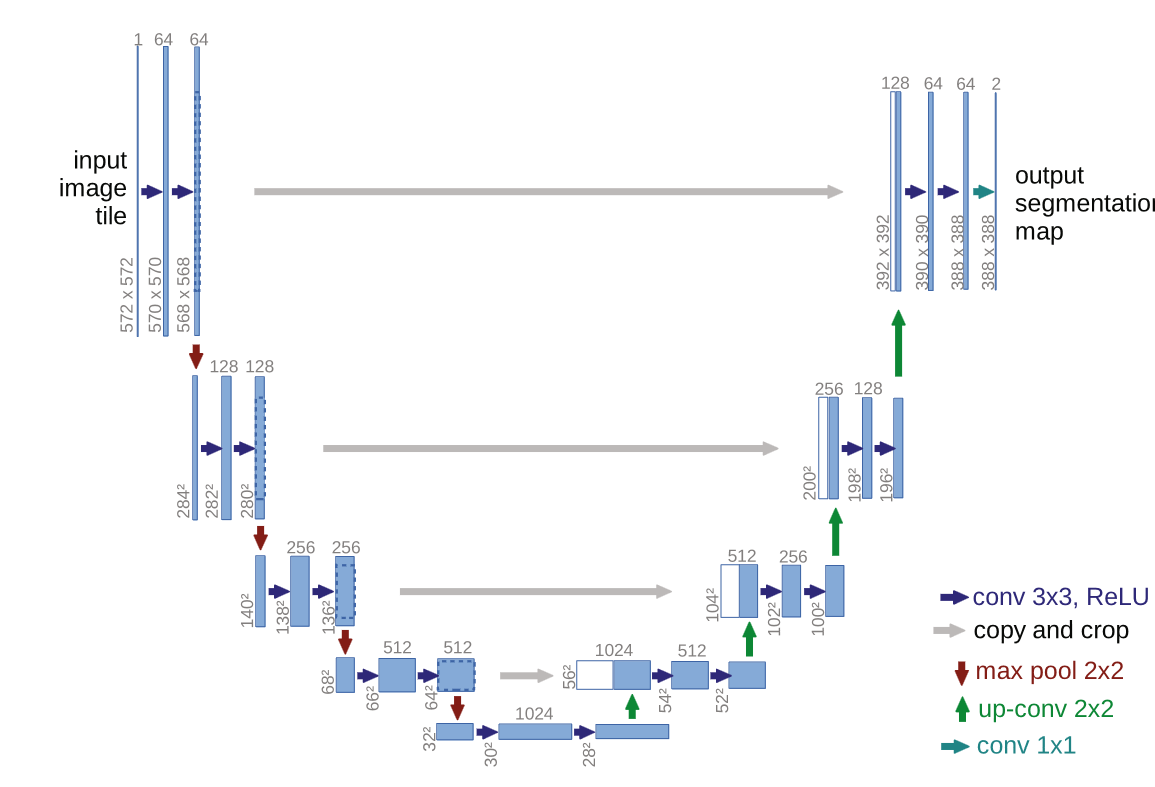 1 64 64
128
64
64
2
input
image
tile
output
segmentation
map
572 x 572
570 x 570
568 x 568
392 x 392
390 x 390
388 x 388
388 x 388
128 128
284²
282²
280²
256 128
200²
198²
196²
256 256
140²
138²
136²
512 256
104²
102²
100²
512 512
68²
66²
64²
1024 512
56²
54²
52²
1024
32²
30²
28²
conv 3x3, ReLU
copy and crop
max pool 2x2
up-conv 2x2
conv 1x1